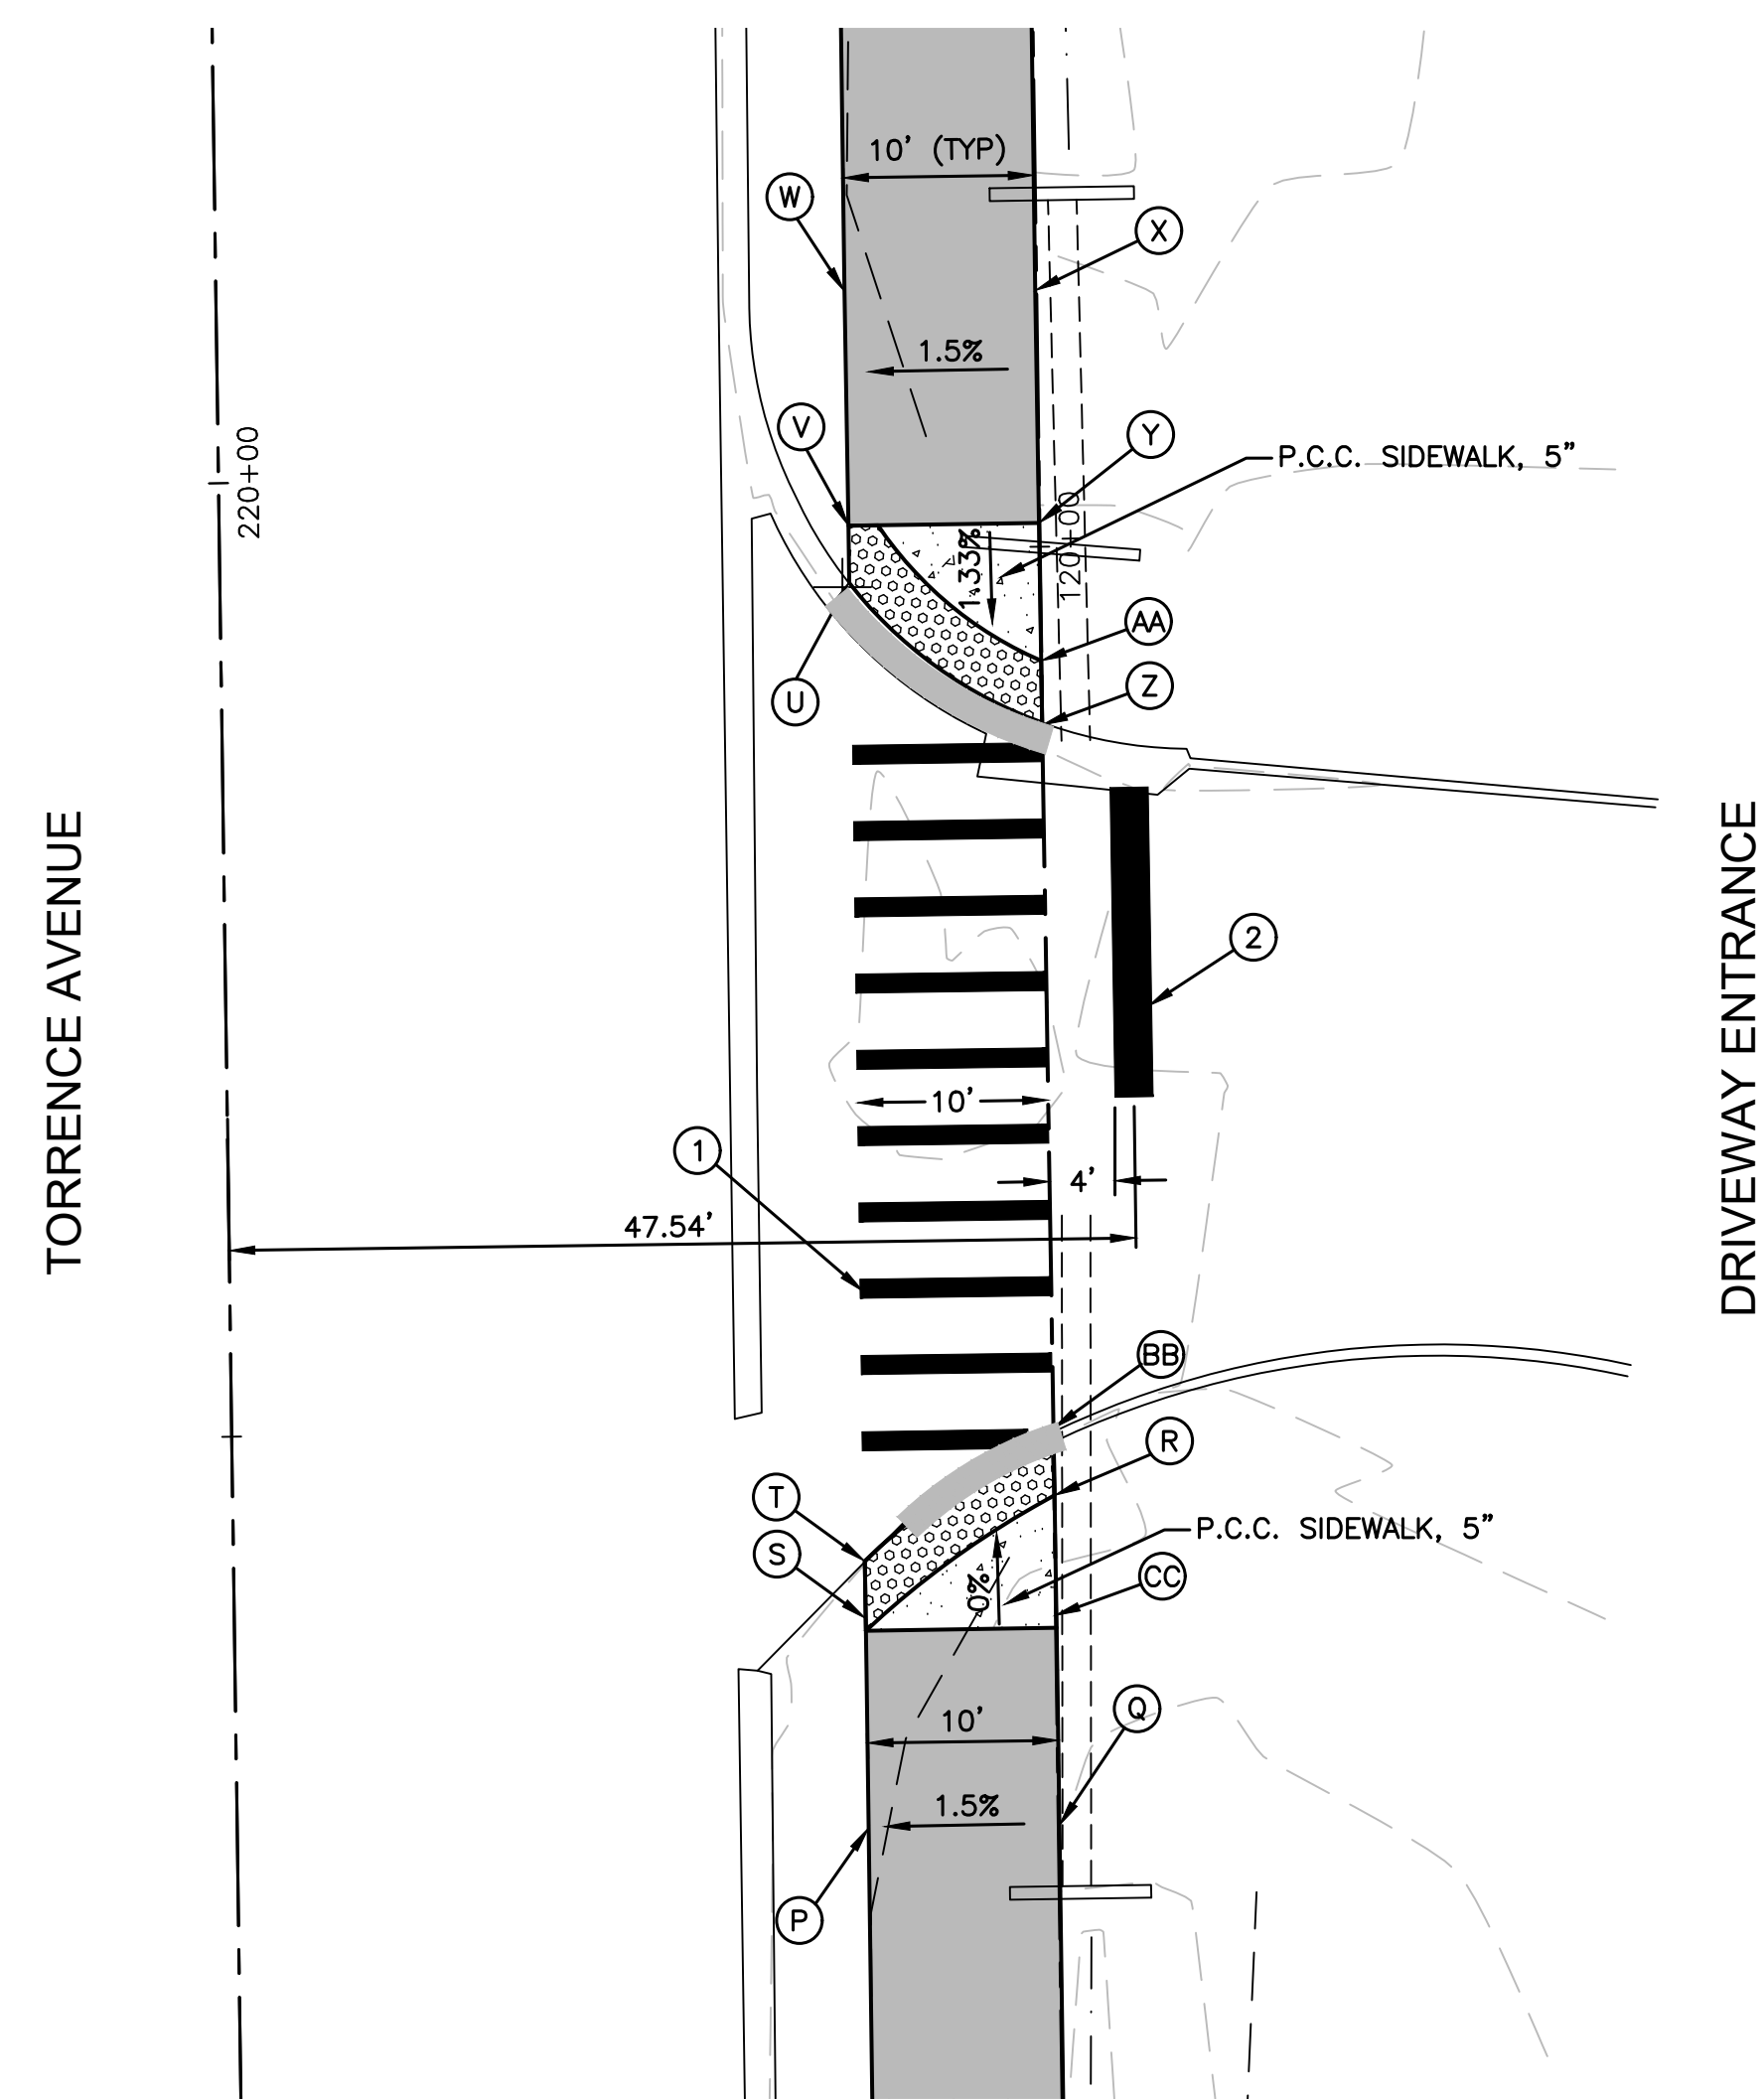 10' (TYP)
W
X
1.5%
V
Y
P.C.C. SIDEWALK, 5"
220+00
120+00
1.33%
AA
Z
U
TORRENCE AVENUE
DRIVEWAY ENTRANCE
2
10'
1
4'
47.54'
BB
R
T
P.C.C. SIDEWALK, 5"
S
CC
0%
Q
10'
1.5%
P